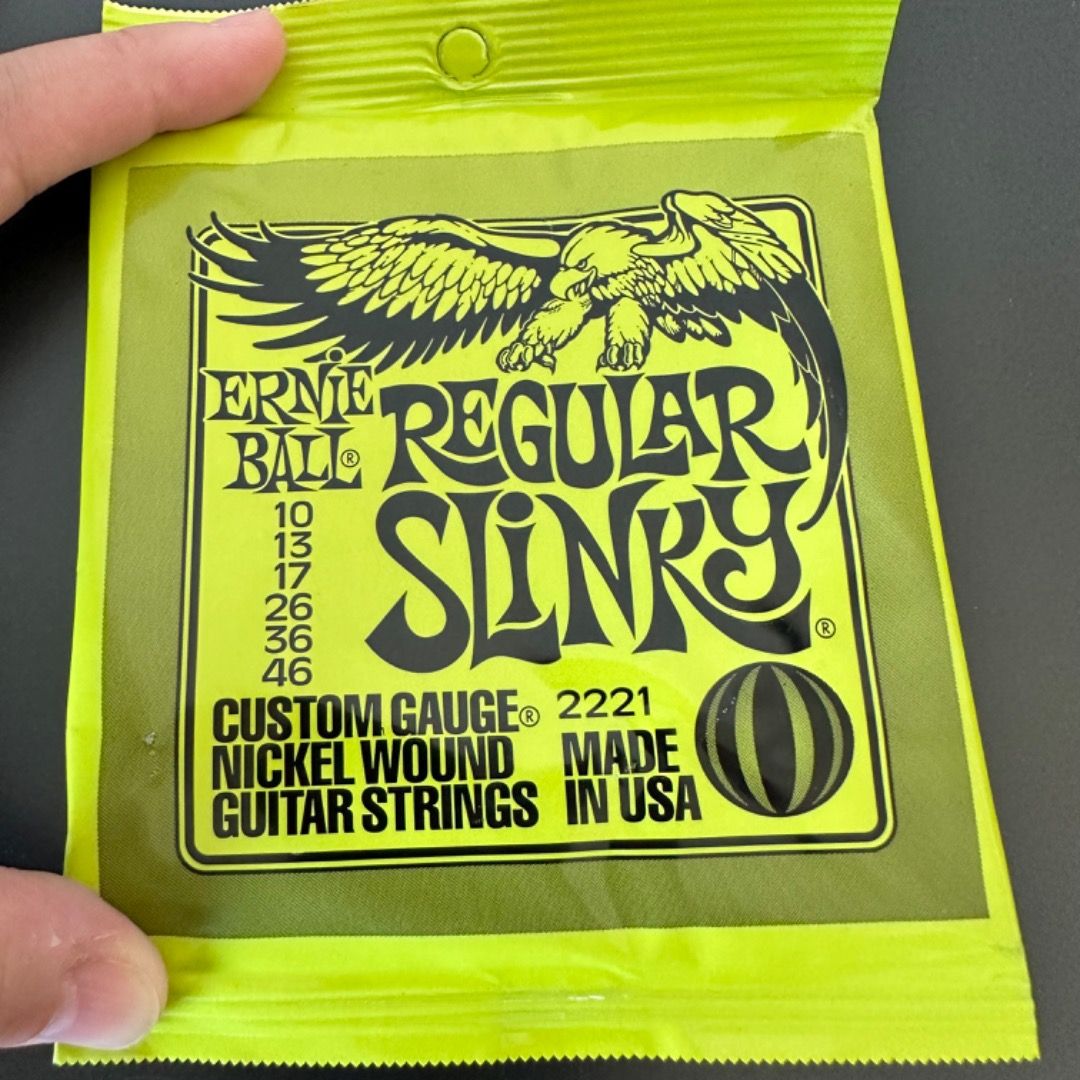 ERNiE
BALL®
REGULAR
SLiNKY®
10
13
17
26
36
46
CUSTOM GAUGE®
NICKEL WOUND
GUITAR STRINGS
2221
MADE
IN USA